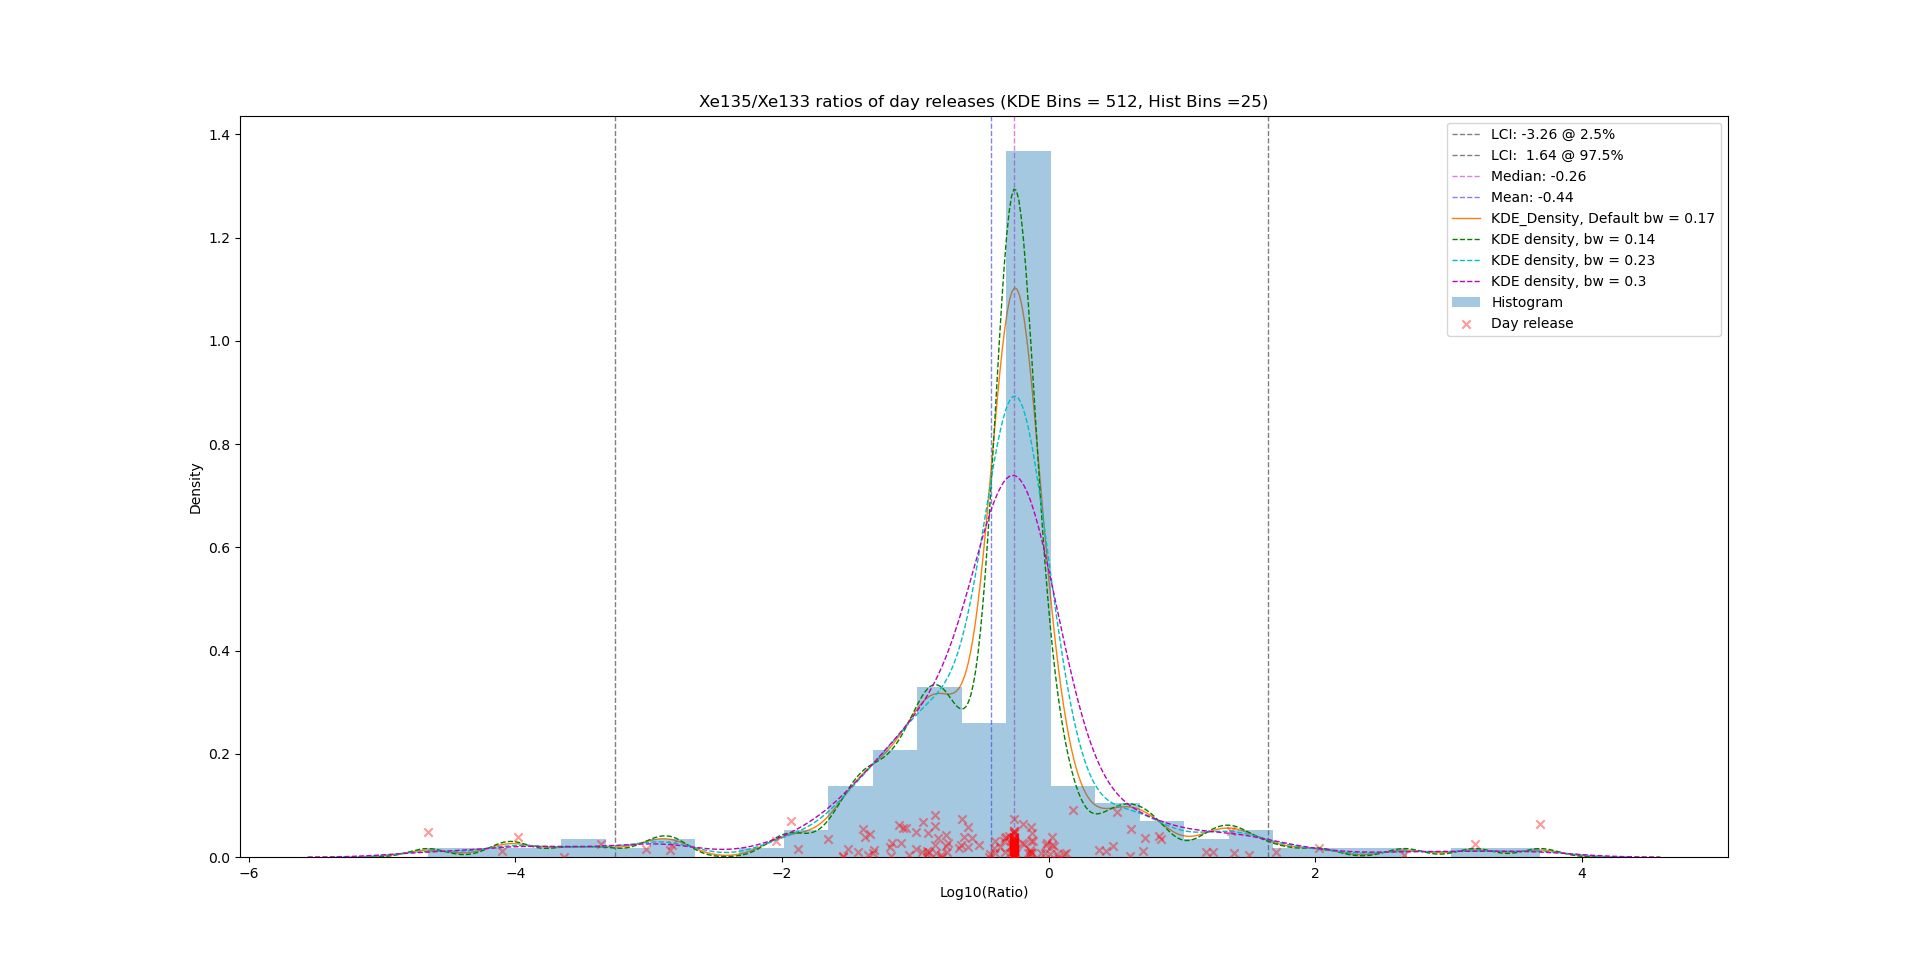 Xe135/Xe133 ratios of day releases (KDE Bins = 512, Hist Bins =25)
1.4
1.2
1.0
0.8
0.6
0.4
0.2
0.0
Density
−6
−4
−2
0
2
4
Log10(Ratio)
LCI: -3.26 @ 2.5%
LCI:  1.64 @ 97.5%
Median: -0.26
Mean: -0.44
KDE_Density, Default bw = 0.17
KDE density, bw = 0.14
KDE density, bw = 0.23
KDE density, bw = 0.3
Histogram
Day release